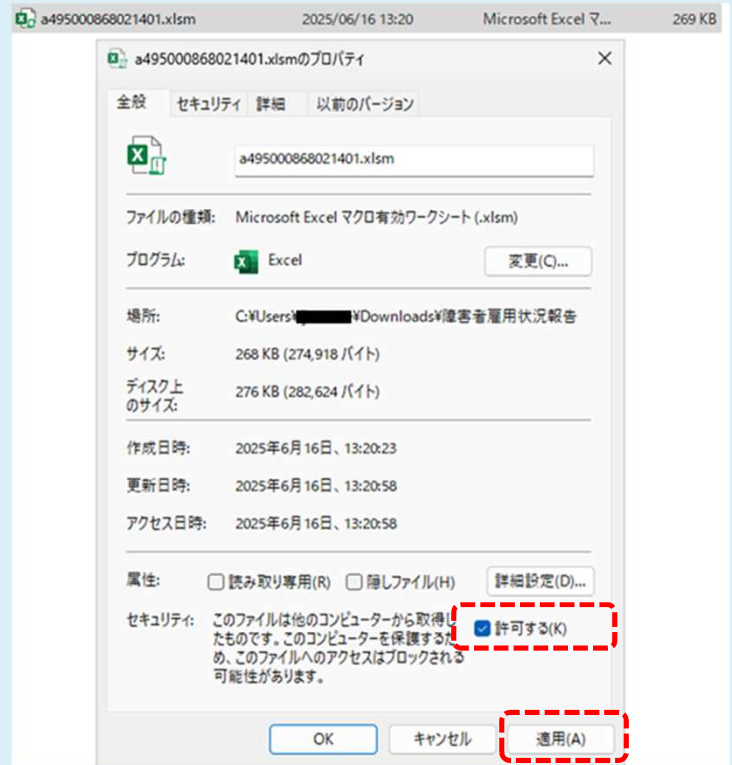 a495000868021401.xlsm 2025/06/16 13:20 Microsoft Excel マ... 269 KB
a495000868021401.xlsmのプロパティ
全般 セキュリティ 詳細 以前のバージョン
a495000868021401.xlsm
ファイルの種類: Microsoft Excel マクロ有効ワークシート (.xlsm)
プログラム: Excel 変更(C)...
場所: C:¥Users¥ ¥Downloads¥障害者雇用状況報告
サイズ: 268 KB (274,918 バイト)
ディスク上
のサイズ: 276 KB (282,624 バイト)
作成日時: 2025年6月16日、13:20:23
更新日時: 2025年6月16日、13:20:58
アクセス日時: 2025年6月16日、13:20:58
属性: 読み取り専用(R) 隠しファイル(H) 詳細設定(D)...
セキュリティ: このファイルは他のコンピューターから取得し 許可する(K)
たものです。このコンピューターを保護するた
め、このファイルへのアクセスはブロックされる
可能性があります。
OK キャンセル 適用(A)